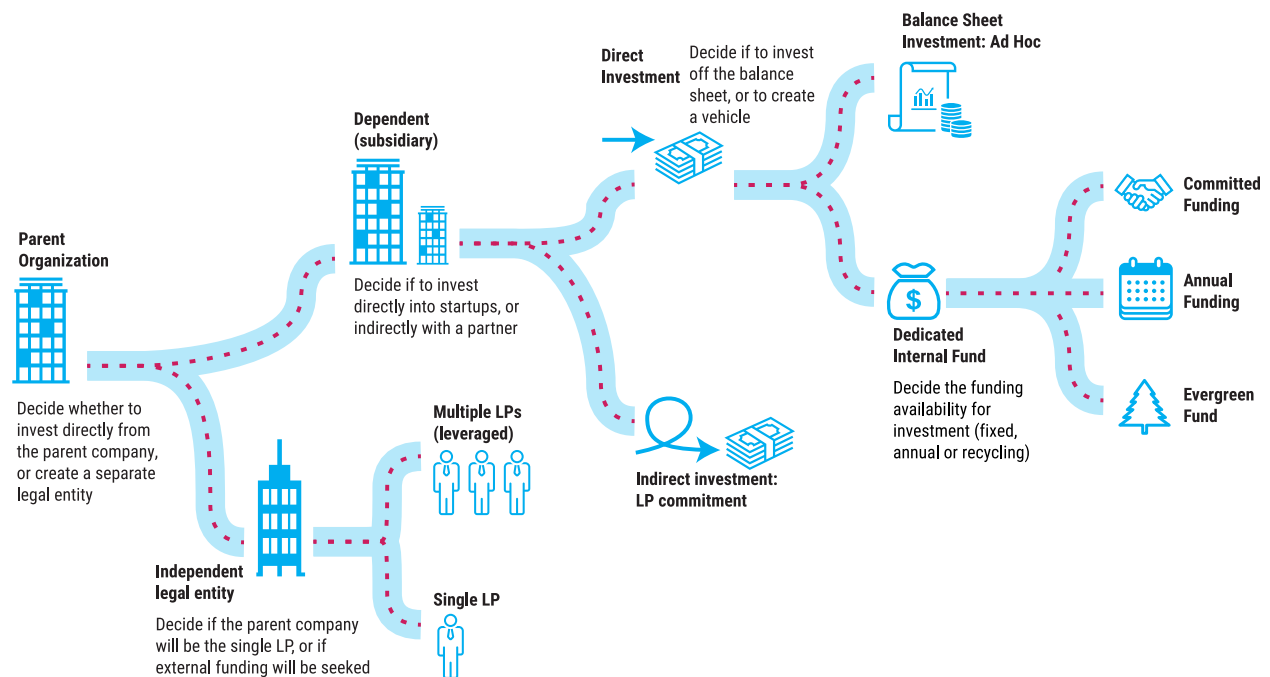 Parent
Organization
Decide whether to
invest directly from
the parent company,
or create a separate
legal entity
Dependent
(subsidiary)
Decide if to invest
directly into startups, or
indirectly with a partner
Independent
legal entity
Decide if the parent company
will be the single LP, or if
external funding will be seeked
Multiple LPs
(leveraged)
Single LP
Direct
Investment
Decide if to invest
off the balance
sheet, or to create
a vehicle
Indirect investment:
LP commitment
Balance Sheet
Investment: Ad Hoc
$
Dedicated
Internal Fund
Decide the funding
availability for
investment (fixed,
annual or recycling)
Committed
Funding
Annual
Funding
Evergreen
Fund